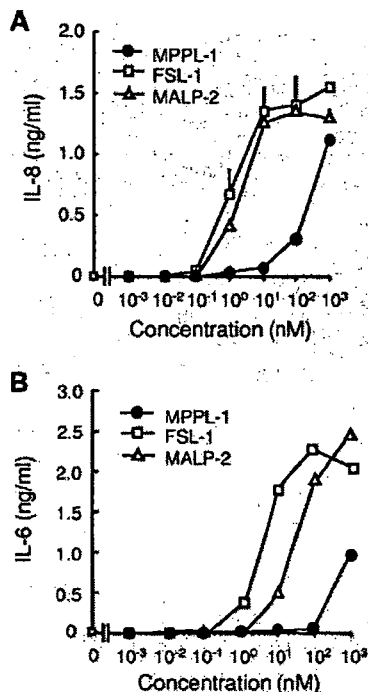 A
2.0
MPPL-1
FSL-1
MALP-2
1.5
1.0
0.5
0
IL-8 (ng/ml)
0 10⁻³ 10⁻² 10⁻¹ 10⁰ 10¹ 10² 10³
Concentration (nM)
B
3.0
MPPL-1
FSL-1
MALP-2
2.5
2.0
1.5
1.0
0.5
0
IL-6 (ng/ml)
0 10⁻³ 10⁻² 10⁻¹ 10⁰ 10¹ 10² 10³
Concentration (nM)